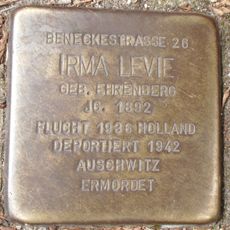 BENECKESTRASSE 26
IRMA LEVIE
GEB. EHRENBERG
JG. 1892
FLUCHT 1936 HOLLAND
DEPORTIERT 1942
AUSCHWITZ
ERMORDET